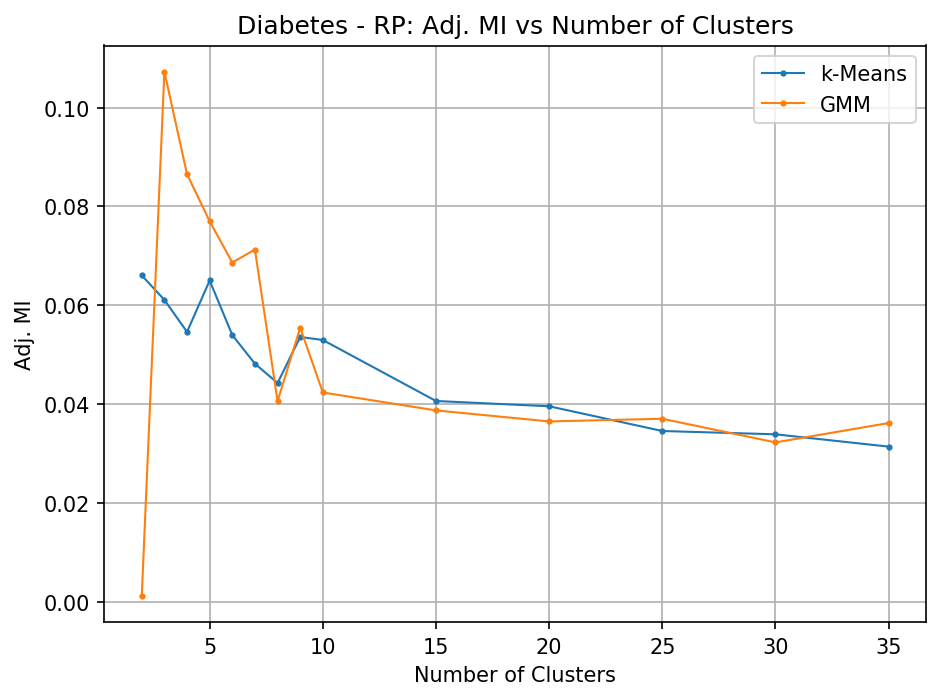 Diabetes - RP: Adj. MI vs Number of Clusters
k-Means
GMM
Adj. MI
0.10
0.08
0.06
0.04
0.02
0.00
5 10 15 20 25 30 35
Number of Clusters